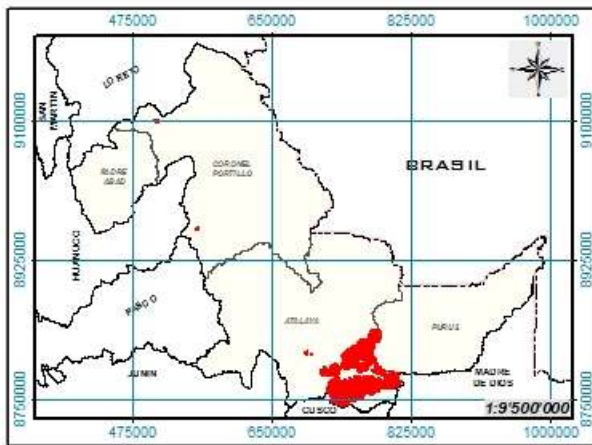 475000 650000 825000 1000000
LORETO
SAN
MARTIN
9100000 9100000
PADRE
ABAD
CORONEL
PORTILLO
BRASIL
HUANUCO
8925000 8925000
PASCO
ATALAYA
PURUS
JUNIN
MADRE
DE DIOS
8750000 8750000
CUSCO
1:9'500'000
475000 650000 825000 1000000